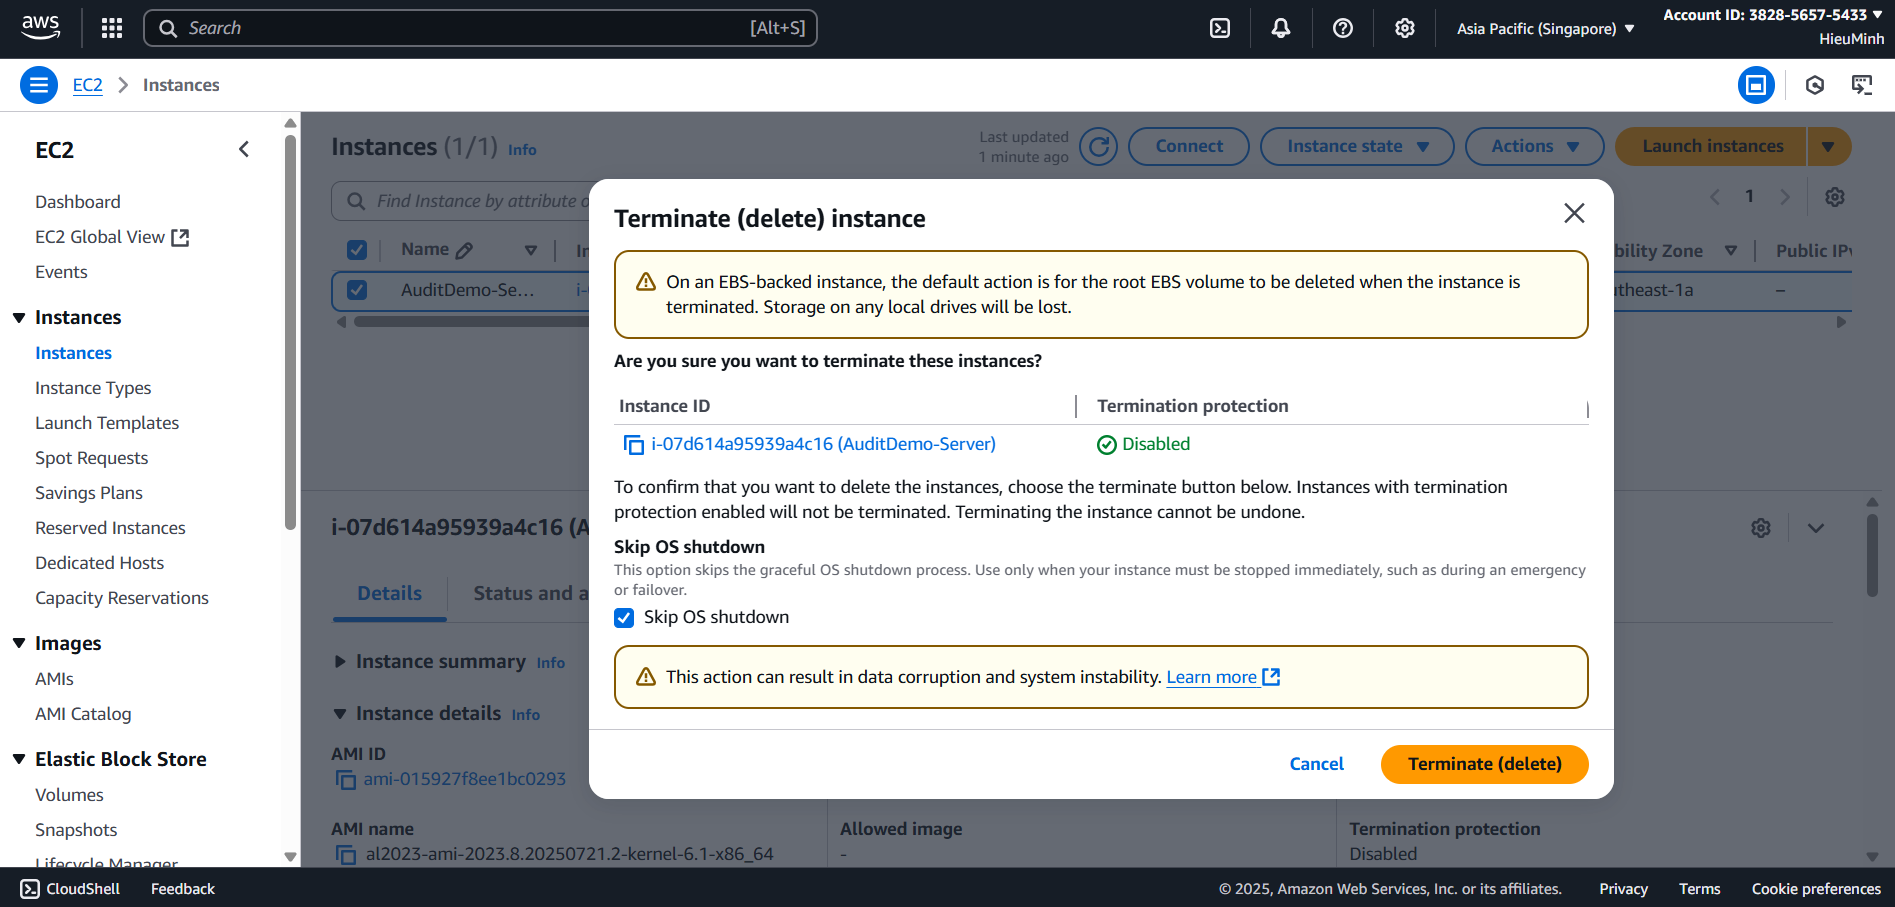 aws
Search
[Alt+S]
Asia Pacific (Singapore)
Account ID: 3828-5657-5433
HieuMinh
EC2
Instances
EC2
Dashboard
EC2 Global View
Events
Instances
Instances
Instance Types
Launch Templates
Spot Requests
Savings Plans
Reserved Instances
Dedicated Hosts
Capacity Reservations
Images
AMIs
AMI Catalog
Elastic Block Store
Volumes
Snapshots
Lifecycle Manager
Instances (1/1) Info
Last updated
1 minute ago
Connect
Instance state
Actions
Launch instances
Find Instance by attribute o
1
Name
In
bility Zone
Public IPv
AuditDemo-Se...
i-
utheast-1a
–
Terminate (delete) instance
On an EBS-backed instance, the default action is for the root EBS volume to be deleted when the instance is
terminated. Storage on any local drives will be lost.
Are you sure you want to terminate these instances?
Instance ID
Termination protection
i-07d614a95939a4c16 (AuditDemo-Server)
Disabled
To confirm that you want to delete the instances, choose the terminate button below. Instances with termination
protection enabled will not be terminated. Terminating the instance cannot be undone.
Skip OS shutdown
This option skips the graceful OS shutdown process. Use only when your instance must be stopped immediately, such as during an emergency
or failover.
Skip OS shutdown
This action can result in data corruption and system instability. Learn more
Cancel
Terminate (delete)
i-07d614a95939a4c16 (A
Details
Status and a
Instance summary Info
Instance details Info
AMI ID
ami-015927f8ee1bc0293
AMI name
al2023-ami-2023.8.20250721.2-kernel-6.1-x86_64
Allowed image
-
Termination protection
Disabled
CloudShell
Feedback
© 2025, Amazon Web Services, Inc. or its affiliates.
Privacy
Terms
Cookie preferences